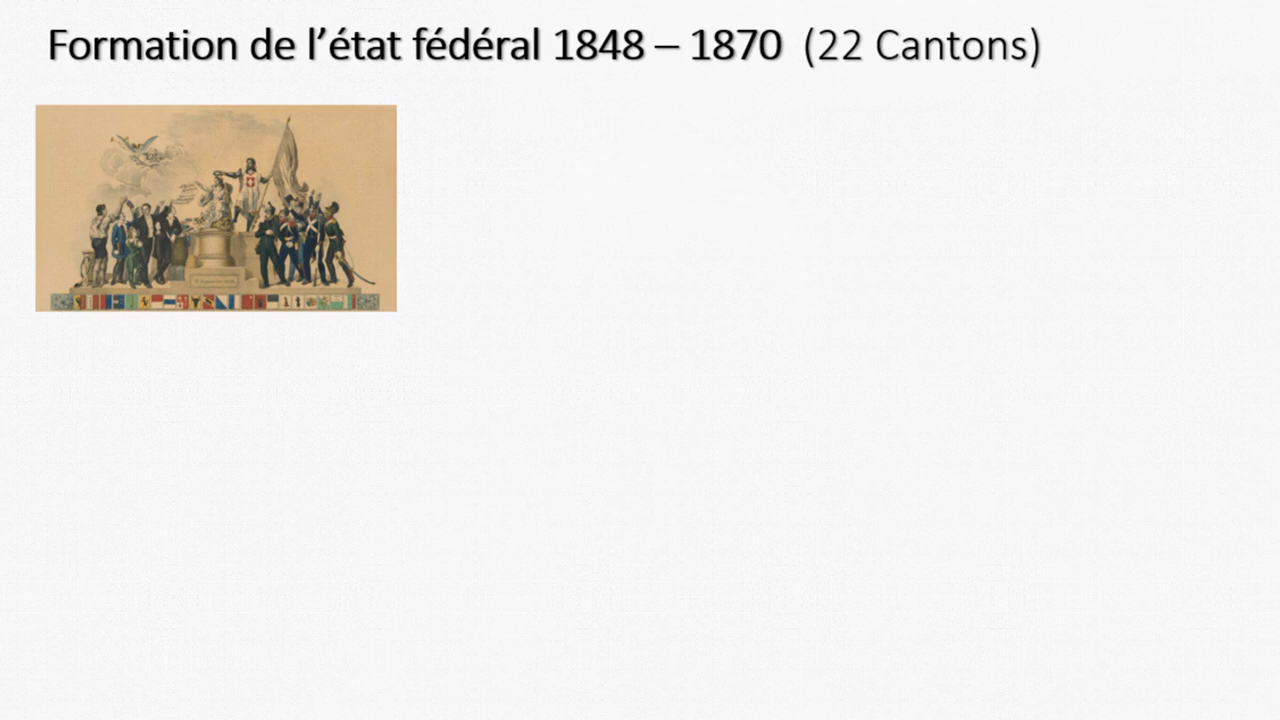 Formation de l’état fédéral 1848 – 1870 (22 Cantons)